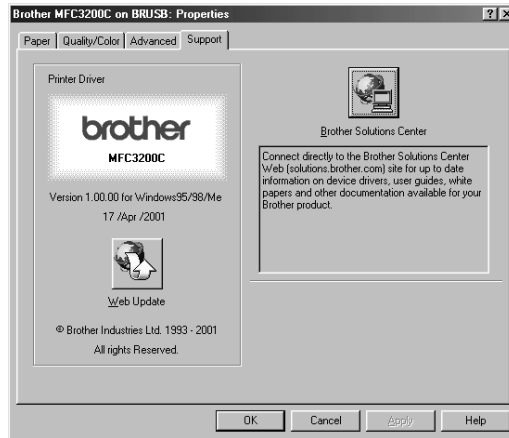 Brother MFC3200C on BRUSB: Properties
Paper
Quality/Color
Advanced
Support
Printer Driver
brother
MFC3200C
Version 1.00.00 for Windows95/98/Me
17 /Apr /2001
Web Update
© Brother Industries Ltd. 1993 - 2001
All rights Reserved.
Brother Solutions Center
Connect directly to the Brother Solutions Center
Web (solutions.brother.com) site for up to date
information on device drivers, user guides, white
papers and other documentation available for your
Brother product.
OK
Cancel
Apply
Help